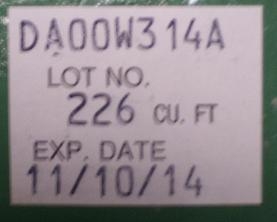 DA00W314A
LOT NO.
226 CU. FT
EXP. DATE
11/10/14